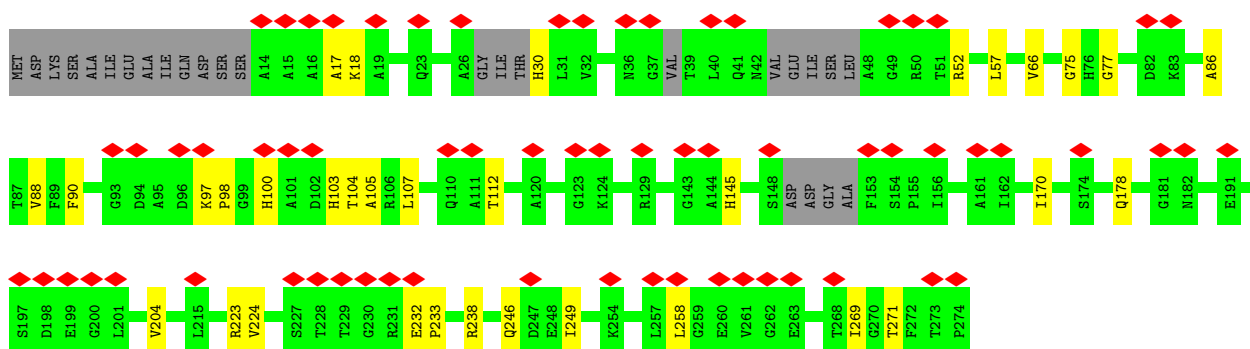 MET ASP LYS SER ALA ILE GLU ALA ILE GLN ASP SER SER A14 A15 A16 A17 K18 A19 Q23 A26 GLY ILE THR H30 L31 V32 N36 G37 VAL T39 L40 Q41 N42 VAL GLU ILE SER LEU A48 G49 R50 T51 R52 L57 V66 G75 H76 G77 D82 K83 A86
T87 V88 F89 F90 G93 D94 A95 D96 K97 P98 G99 H100 A101 D102 H103 T104 A105 R106 L107 Q110 A111 T112 A120 G123 K124 R129 G143 A144 H145 S148 ASP ASP GLY ALA F153 S154 P155 I156 A161 I162 I170 S174 Q178 G181 N182 E191
S197 D198 E199 G200 L201 V204 L215 R223 V224 S227 T228 T229 G230 R231 E232 P233 R238 Q246 D247 E248 I249 K254 L257 L258 G259 E260 V261 G262 E263 T268 I269 G270 T271 F272 T273 P274